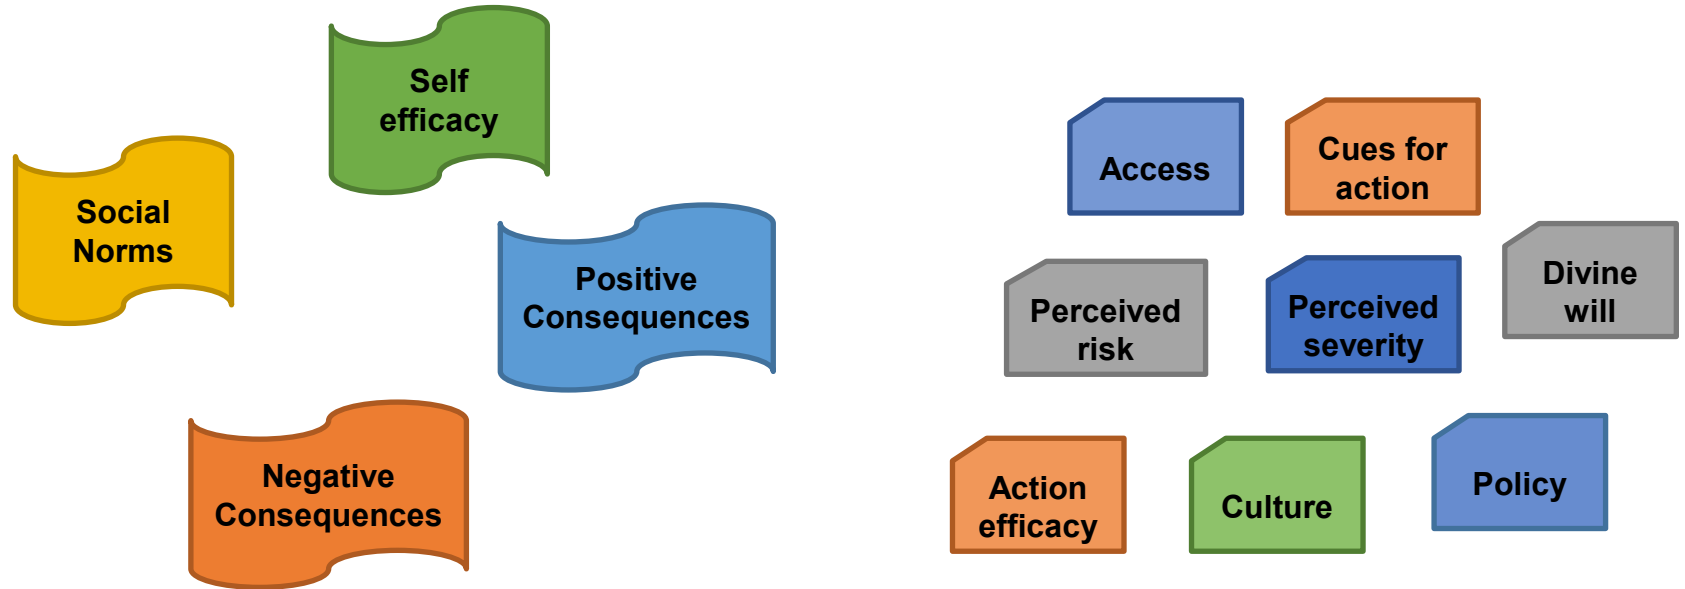 Self
efficacy
Social
Norms
Positive
Consequences
Negative
Consequences
Access
Cues for
action
Perceived
risk
Perceived
severity
Divine
will
Action
efficacy
Culture
Policy